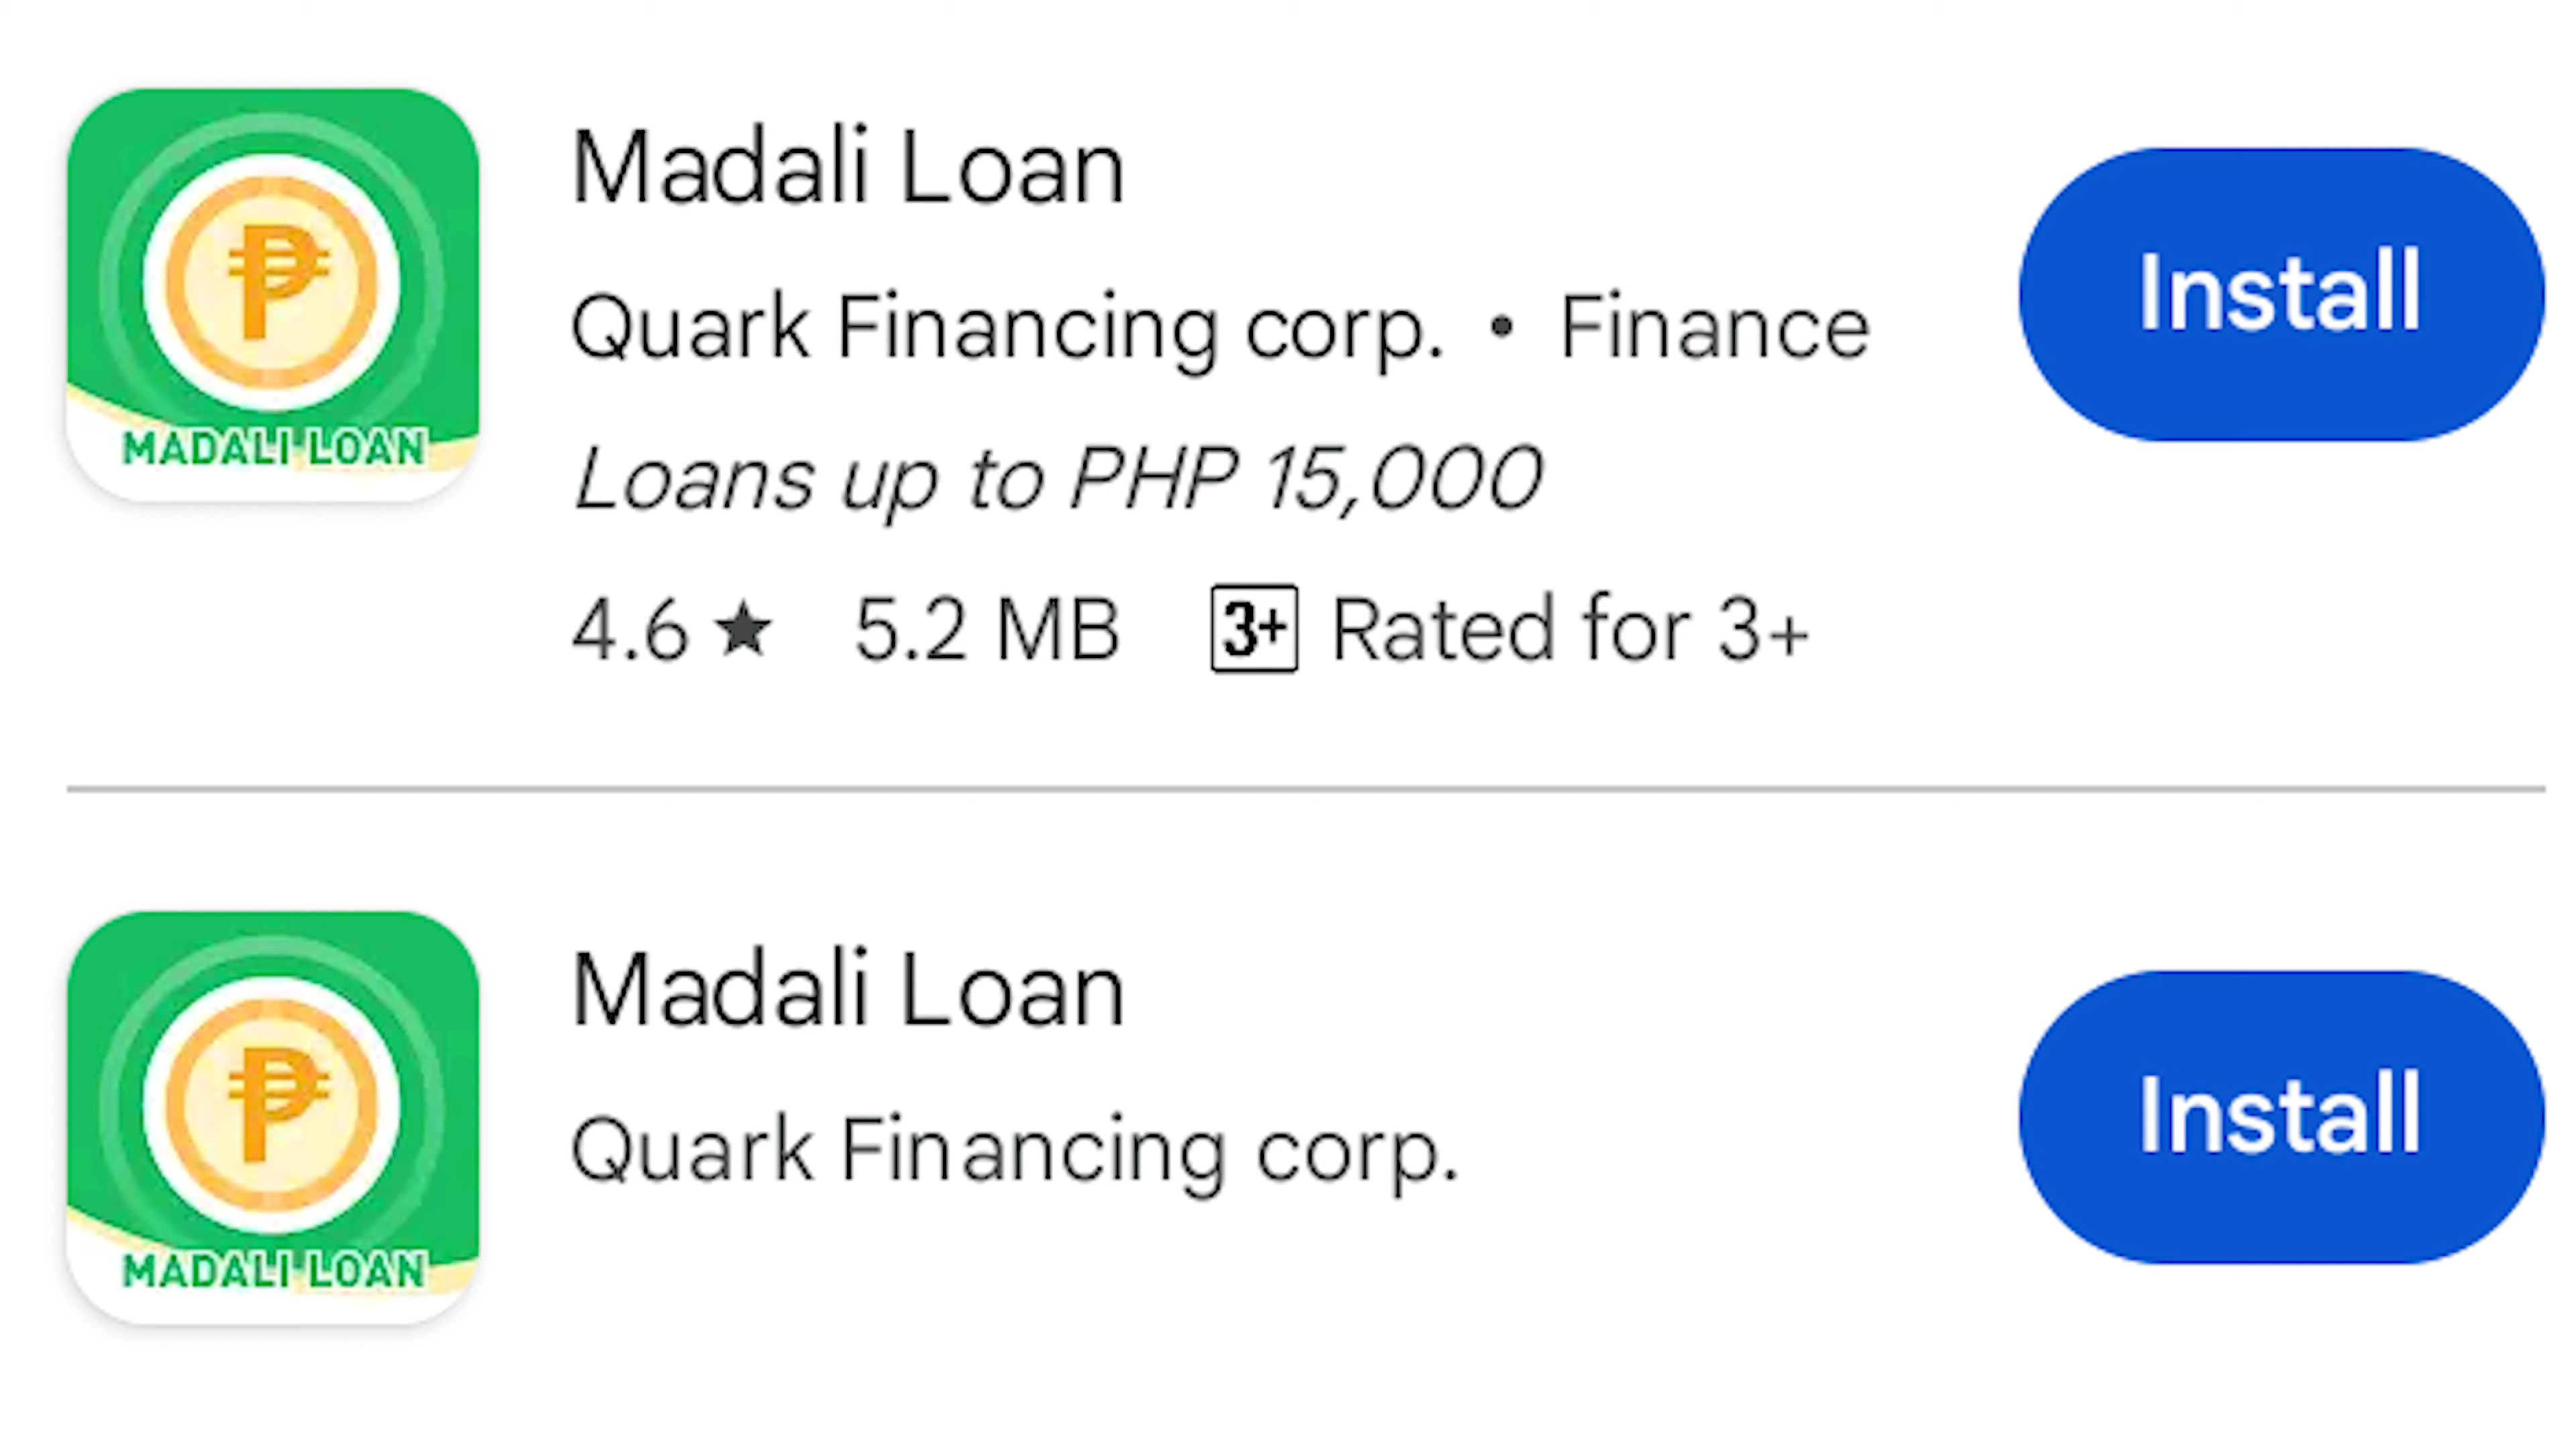 Madali Loan
Quark Financing corp. • Finance
Loans up to PHP 15,000
4.6 ★ 5.2 MB 3+ Rated for 3+
Install
₱
MADALI LOAN
Madali Loan
Quark Financing corp.
Install
₱
MADALI LOAN